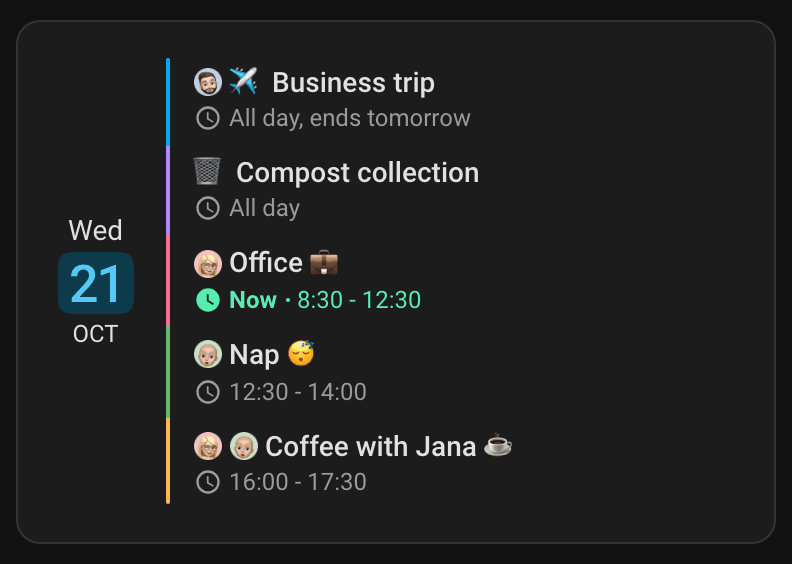 Wed
21
OCT
Business trip
All day, ends tomorrow
Compost collection
All day
Office
Now · 8:30 - 12:30
Nap
12:30 - 14:00
Coffee with Jana
16:00 - 17:30